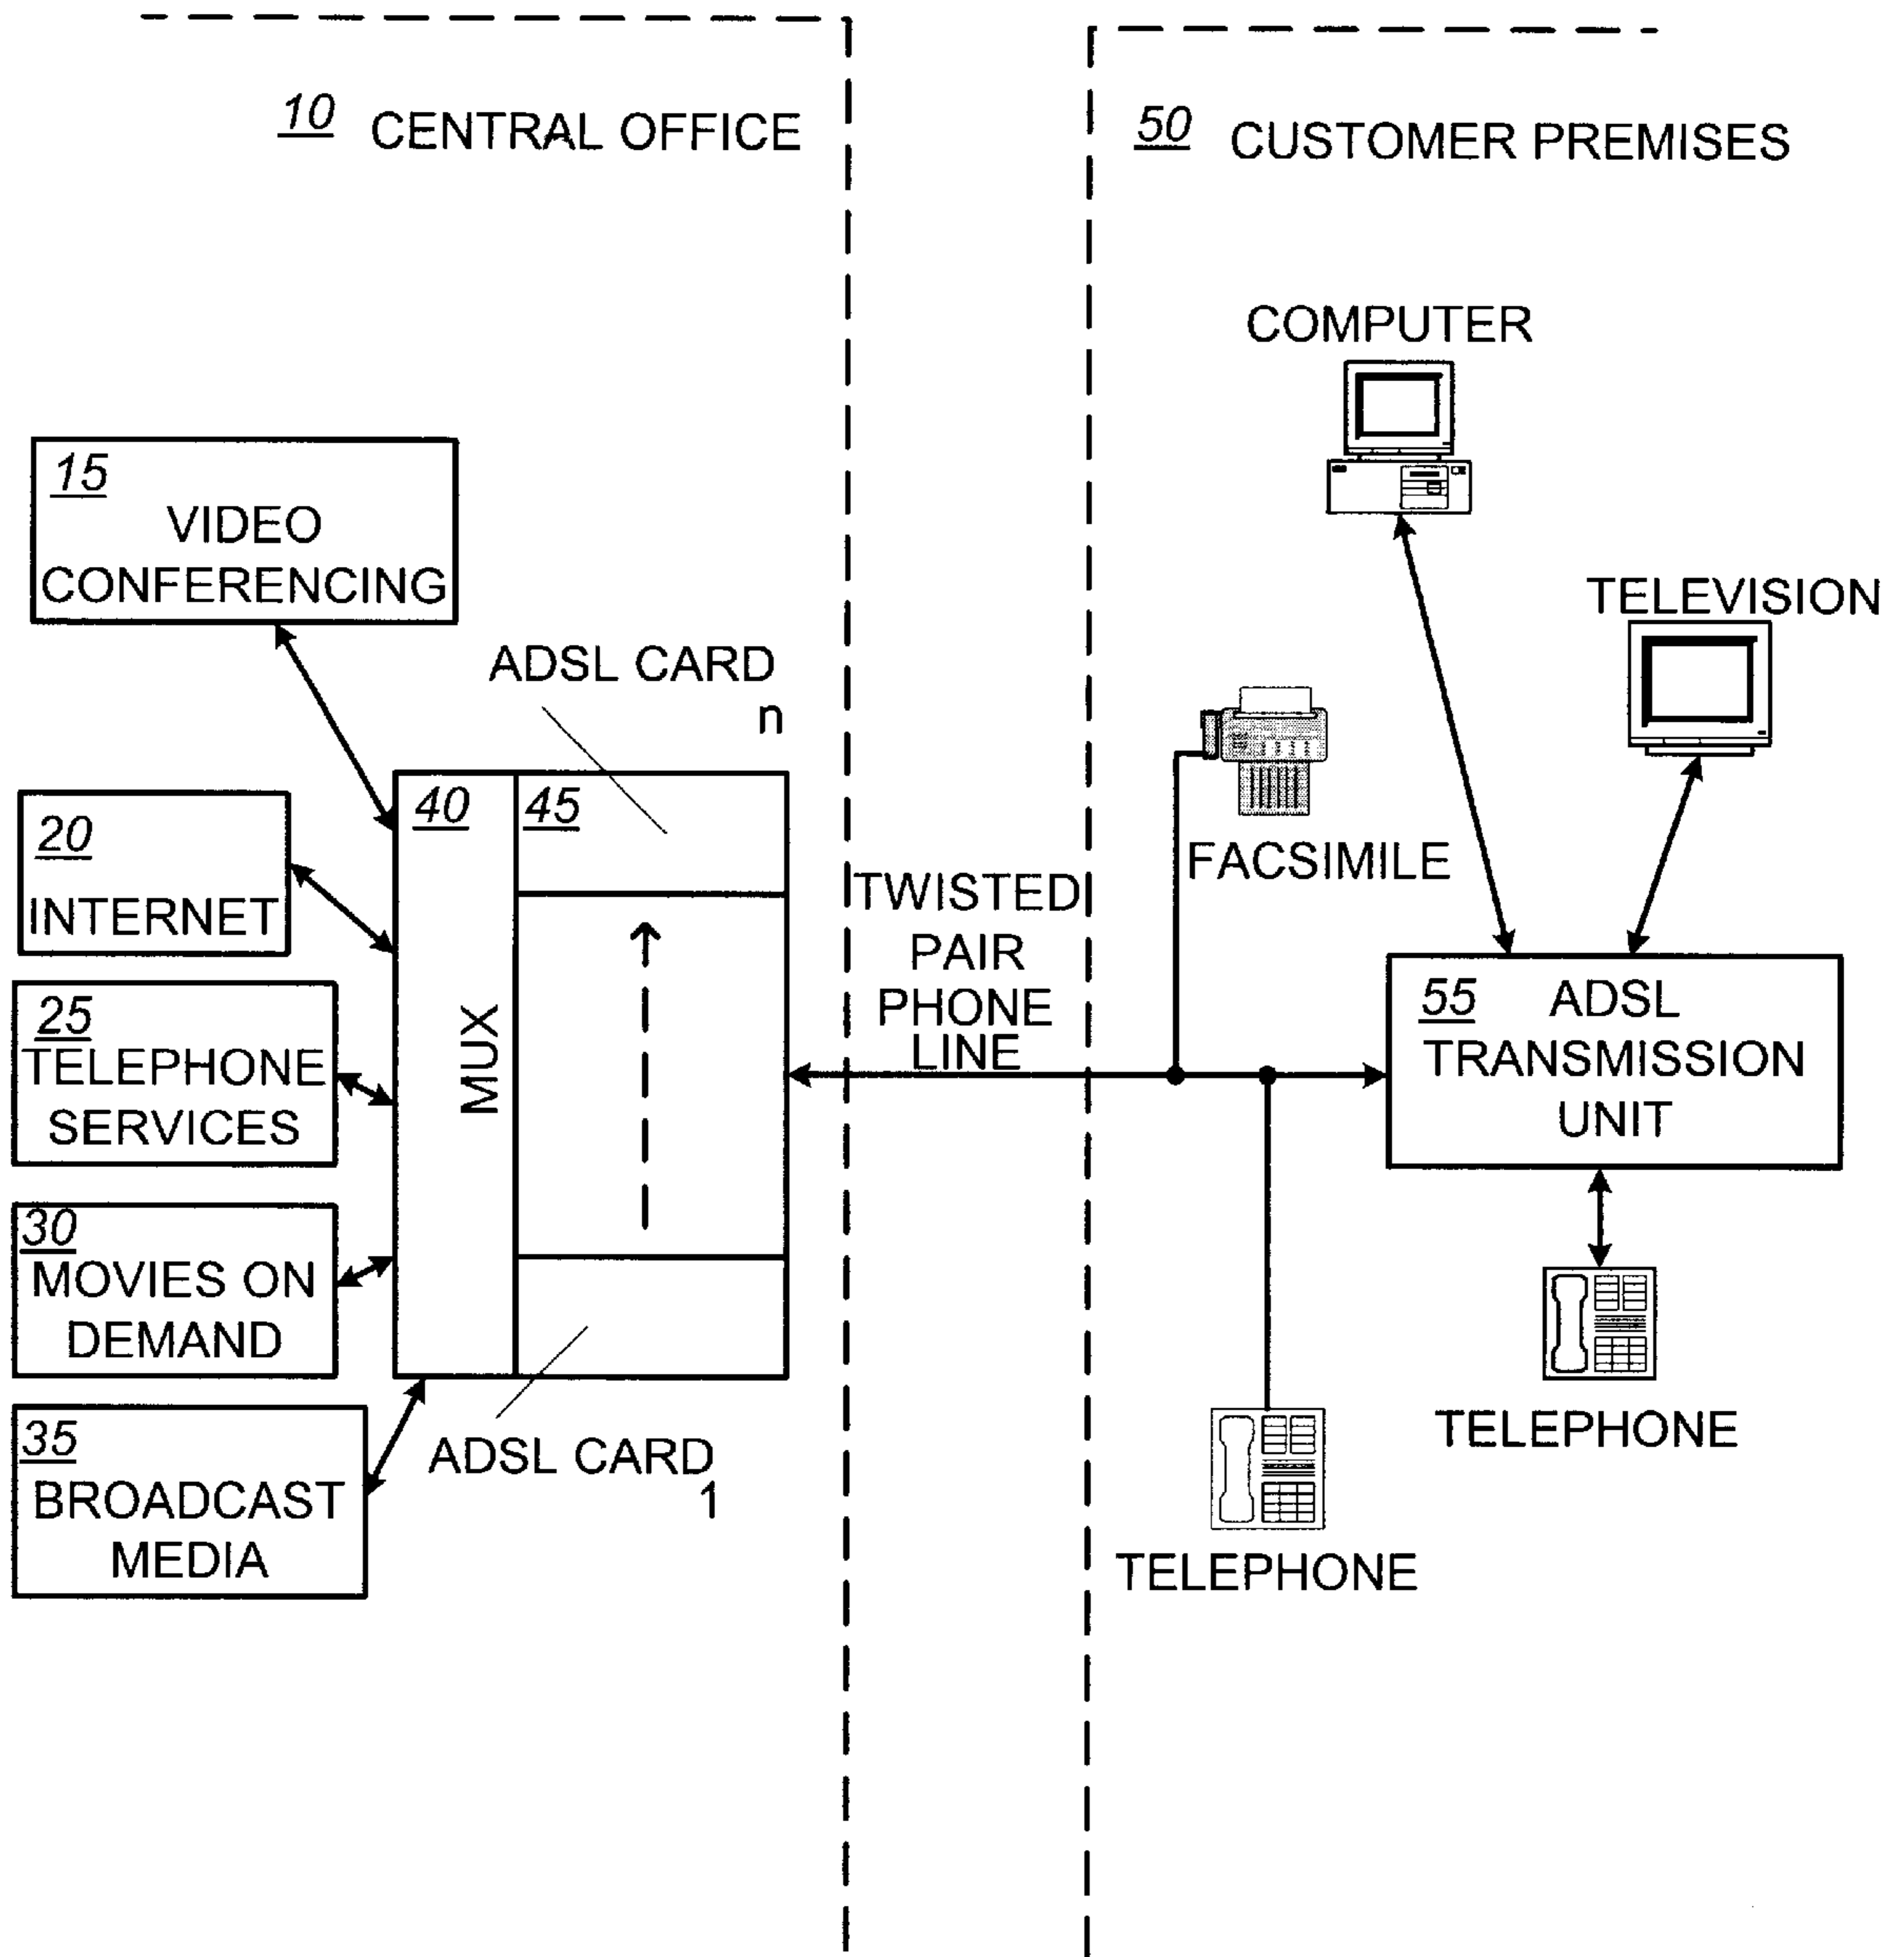 10 CENTRAL OFFICE
50 CUSTOMER PREMISES
15
VIDEO
CONFERENCING
20
INTERNET
25
TELEPHONE
SERVICES
30
MOVIES ON
DEMAND
35
BROADCAST
MEDIA
40
MUX
45
ADSL CARD
n
ADSL CARD
1
TWISTED
PAIR
PHONE
LINE
COMPUTER
TELEVISION
FACSIMILE
55 ADSL
TRANSMISSION
UNIT
TELEPHONE
TELEPHONE